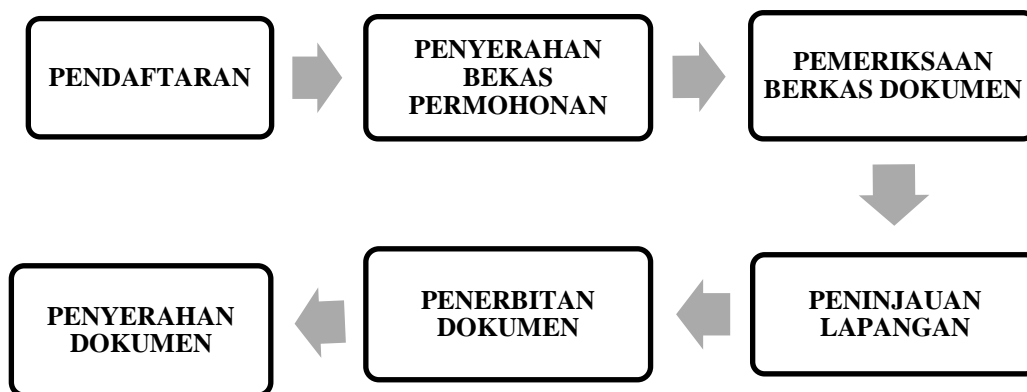 PENDAFTARAN
PENYERAHAN
BEKAS
PERMOHONAN
PEMERIKSAAN
BERKAS DOKUMEN
PENINJAUAN
LAPANGAN
PENERBITAN
DOKUMEN
PENYERAHAN
DOKUMEN